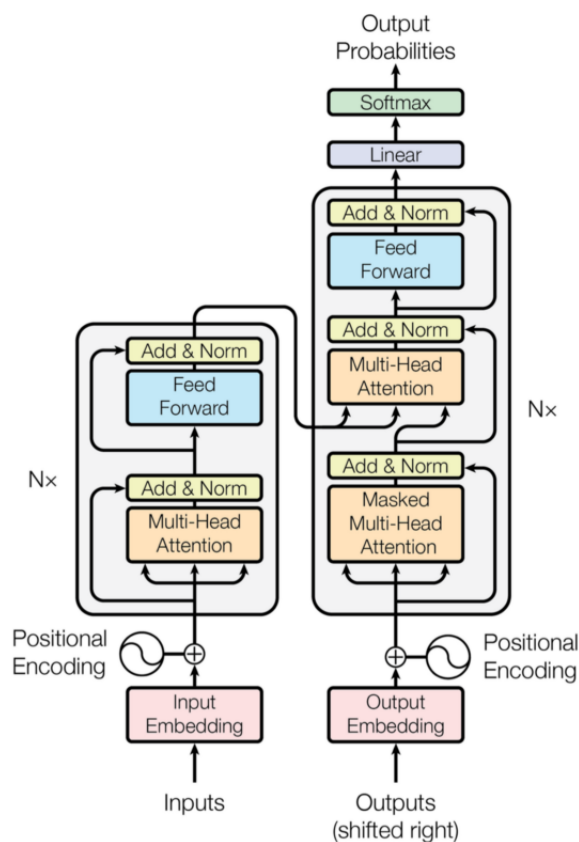 Output
Probabilities
Softmax
Linear
Add & Norm
Feed
Forward
Add & Norm
Multi-Head
Attention
Add & Norm
Masked
Multi-Head
Attention
Nx
Positional
Encoding
Output
Embedding
Outputs
(shifted right)
Add & Norm
Feed
Forward
Add & Norm
Multi-Head
Attention
Nx
Positional
Encoding
Input
Embedding
Inputs